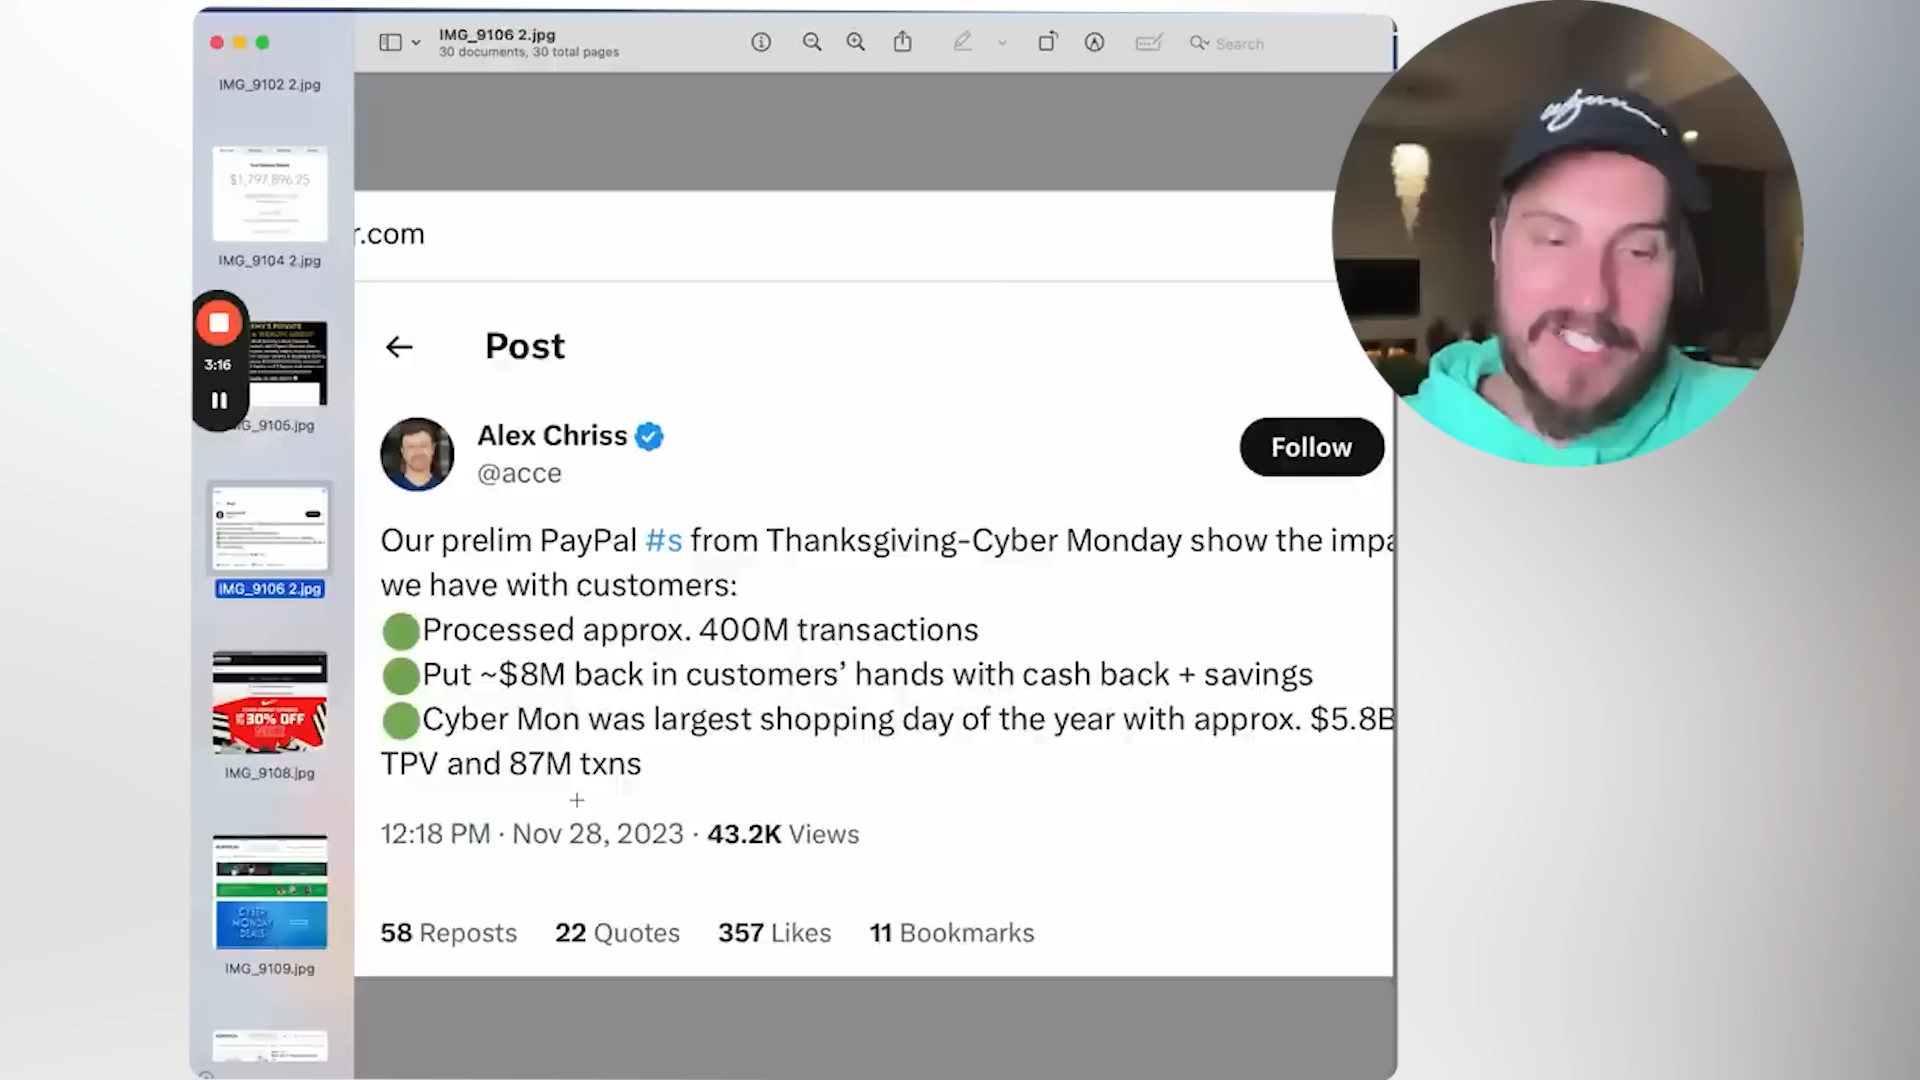 IMG_9106 2.jpg
30 documents, 30 total pages
Search
IMG_9102 2.jpg
$1,797,896.25
IMG_9104 2.jpg
3:16
G_9105.jpg
IMG_9106 2.jpg
30% OFF
IMG_9108.jpg
CYBER
MONDAY
DEALS
IMG_9109.jpg
r.com
Post
Alex Chriss
@acce
Follow
Our prelim PayPal #s from Thanksgiving-Cyber Monday show the impa
we have with customers:
Processed approx. 400M transactions
Put ~$8M back in customers’ hands with cash back + savings
Cyber Mon was largest shopping day of the year with approx. $5.8B
TPV and 87M txns
12:18 PM · Nov 28, 2023 · 43.2K Views
58 Reposts 22 Quotes 357 Likes 11 Bookmarks